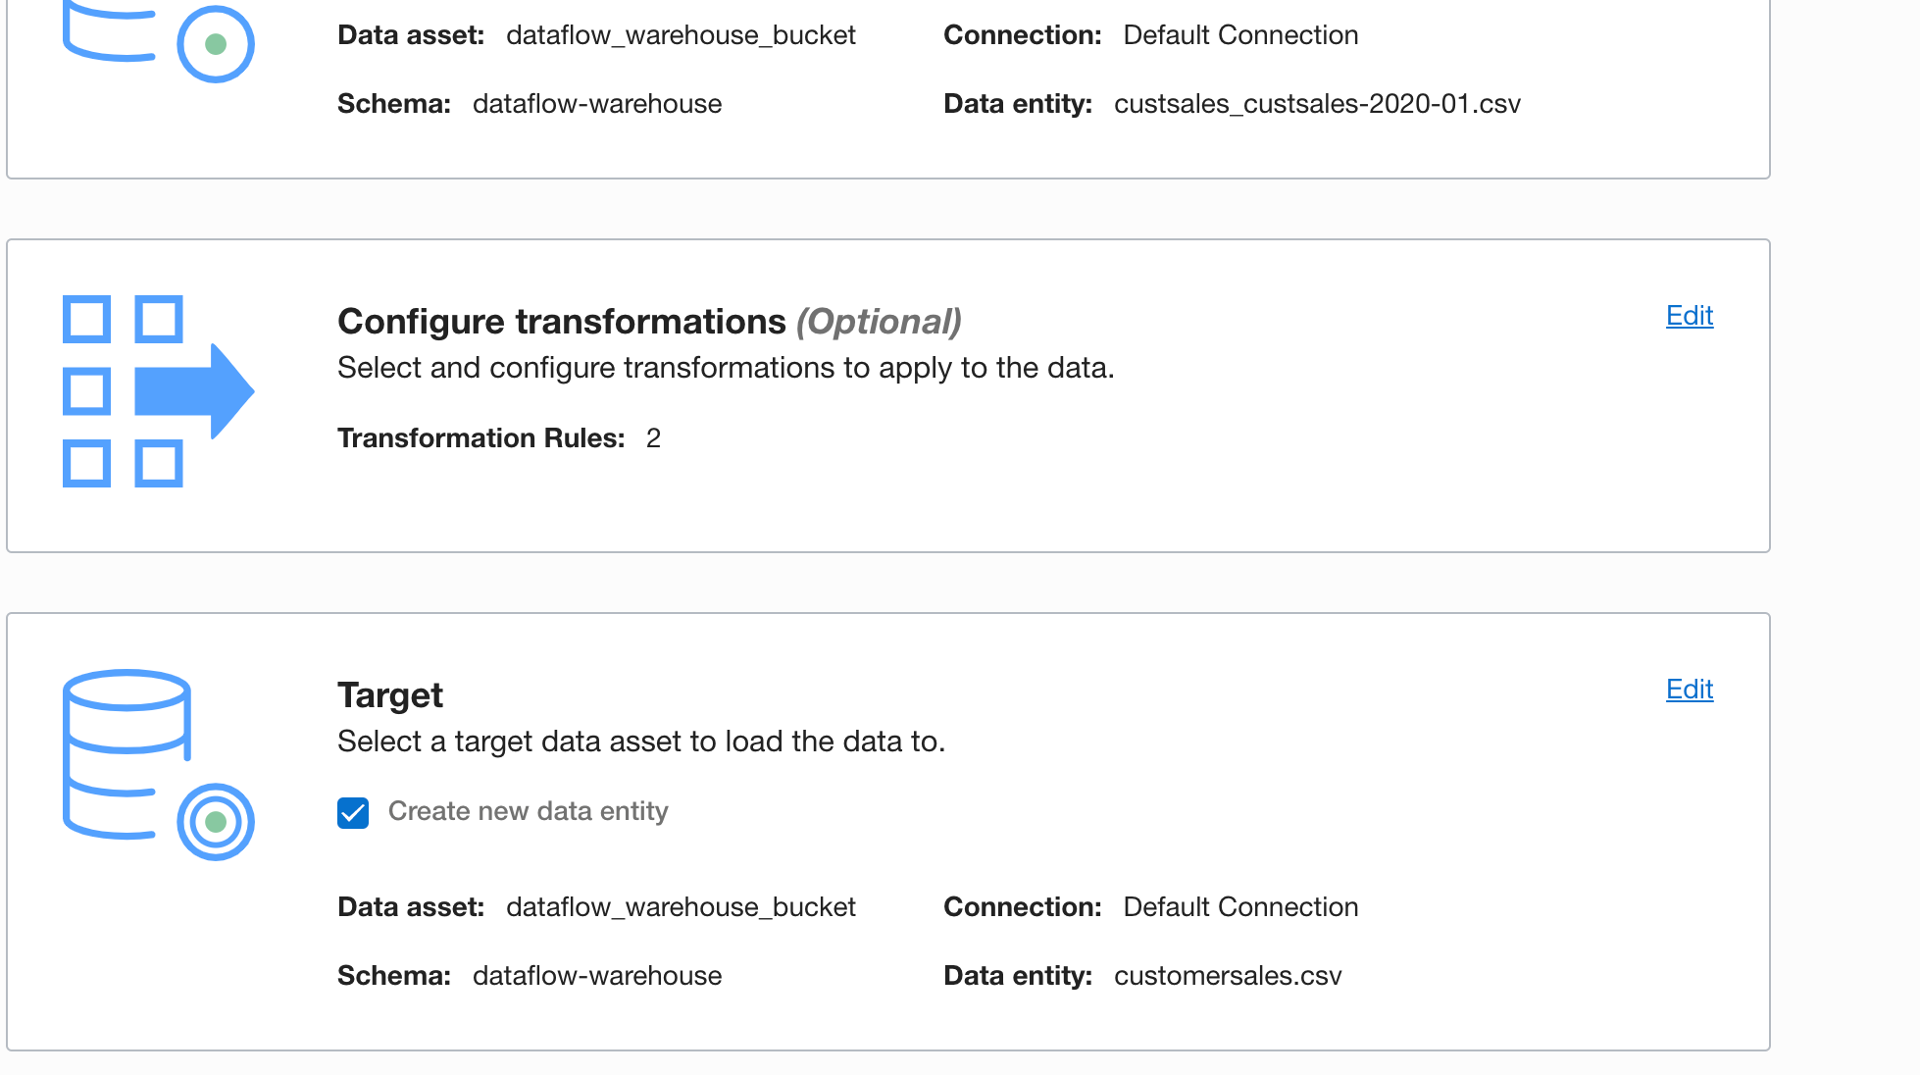 Data asset: dataflow_warehouse_bucket Connection: Default Connection
Schema: dataflow-warehouse Data entity: custsales_custsales-2020-01.csv
Configure transformations (Optional) Edit
Select and configure transformations to apply to the data.
Transformation Rules: 2
Target Edit
Select a target data asset to load the data to.
Create new data entity
Data asset: dataflow_warehouse_bucket Connection: Default Connection
Schema: dataflow-warehouse Data entity: customersales.csv